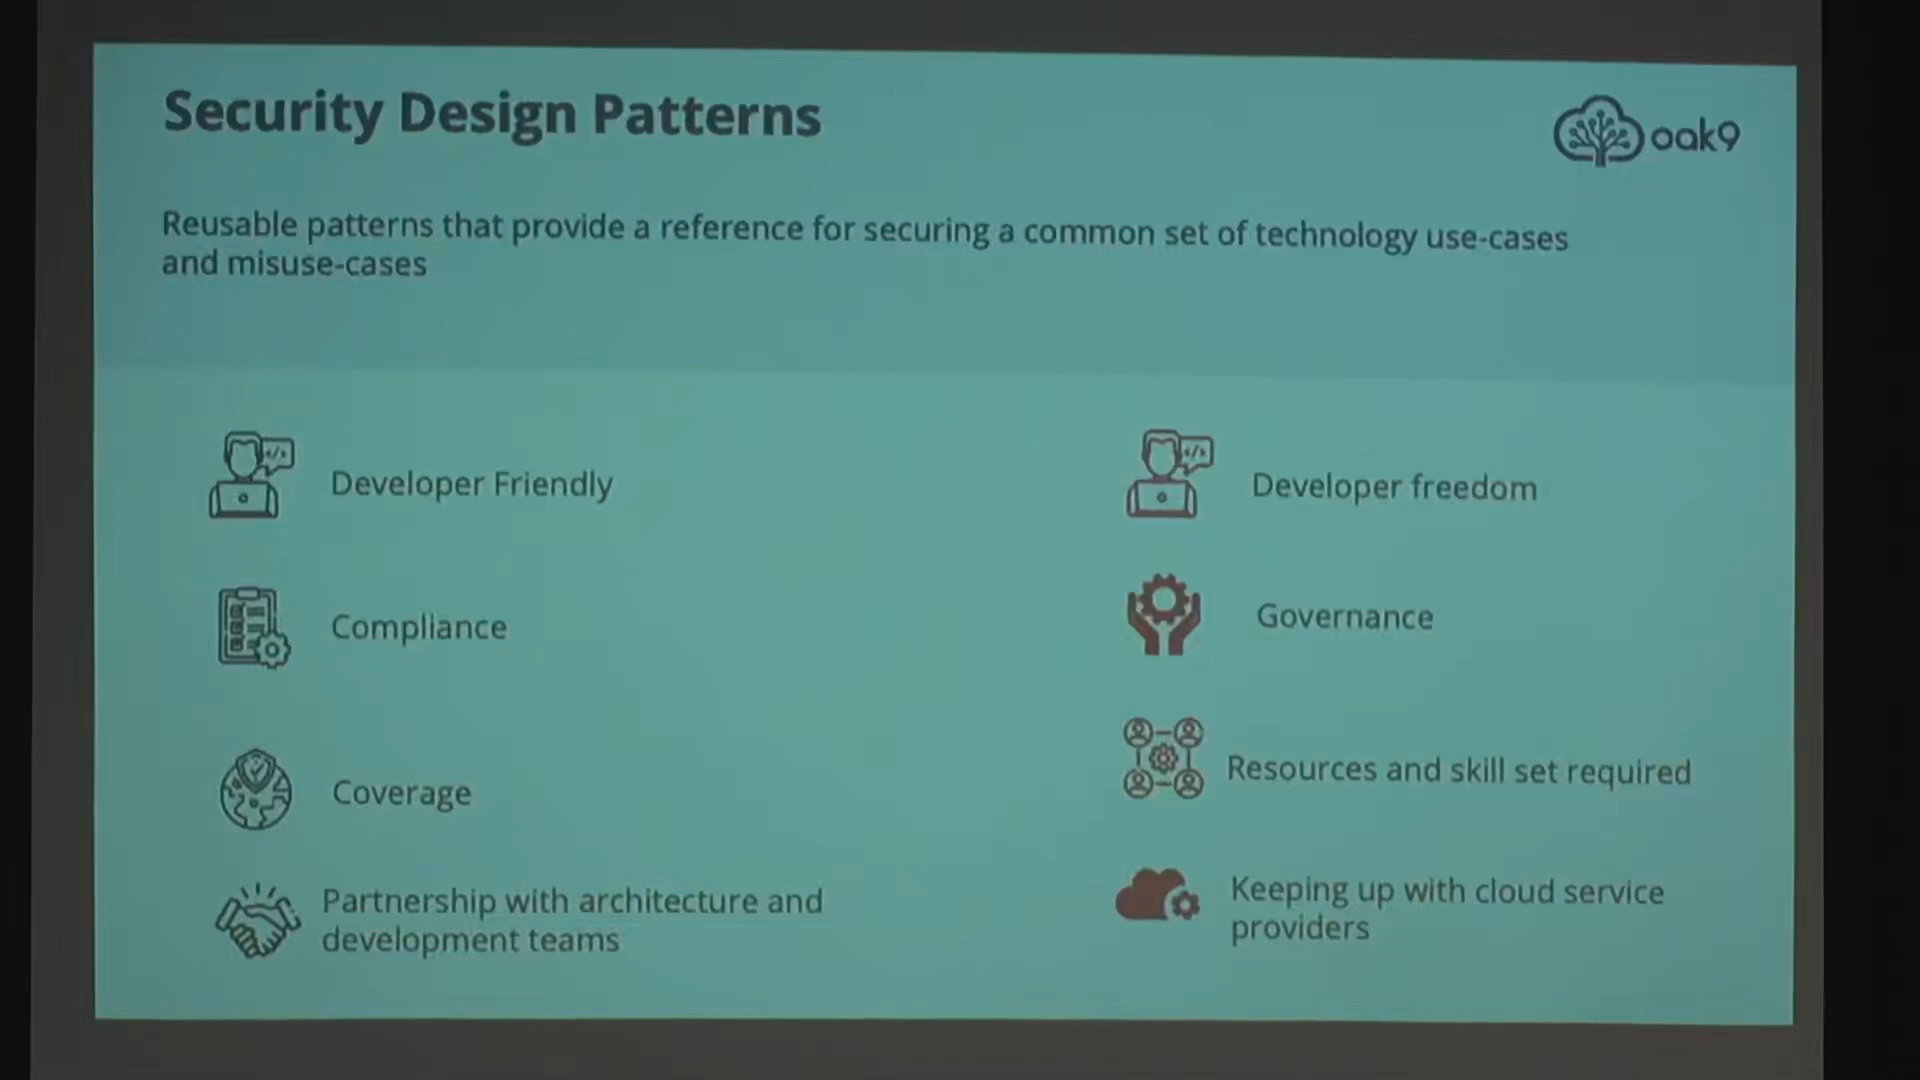 Security Design Patterns
oak9
Reusable patterns that provide a reference for securing a common set of technology use-cases
and misuse-cases
Developer Friendly
Compliance
Coverage
Partnership with architecture and
development teams
Developer freedom
Governance
Resources and skill set required
Keeping up with cloud service
providers